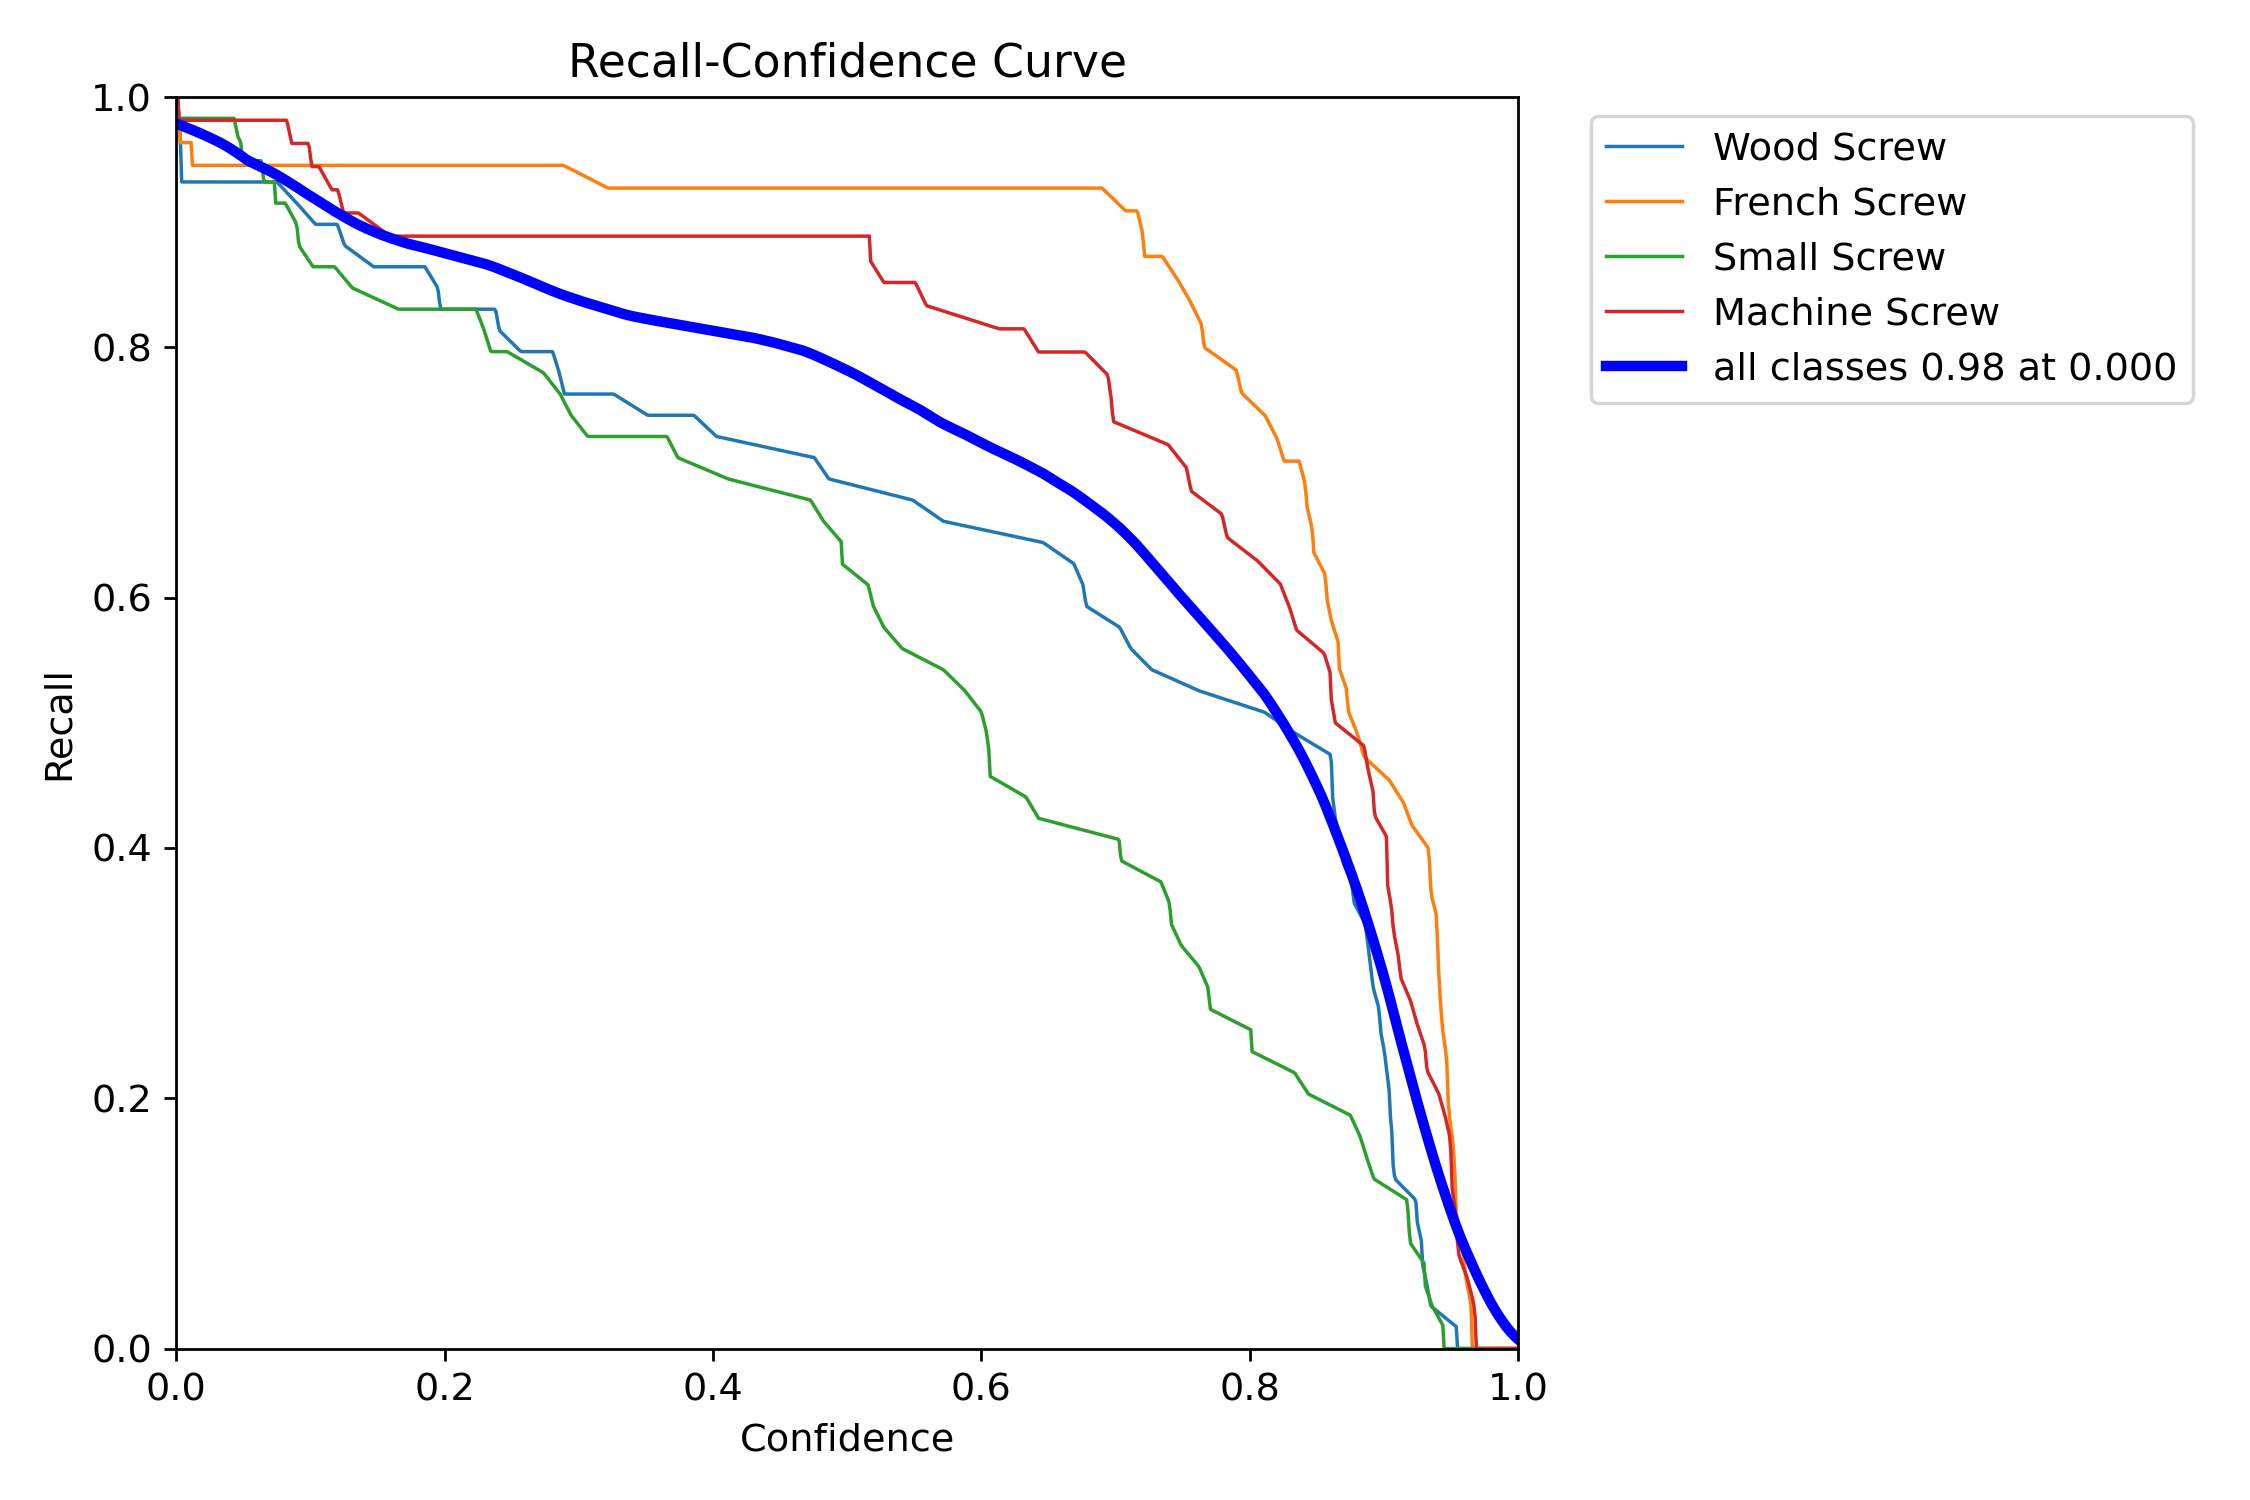 Recall-Confidence Curve
1.0
0.8
0.6
0.4
0.2
0.0
Recall
0.0 0.2 0.4 0.6 0.8 1.0
Confidence
Wood Screw
French Screw
Small Screw
Machine Screw
all classes 0.98 at 0.000